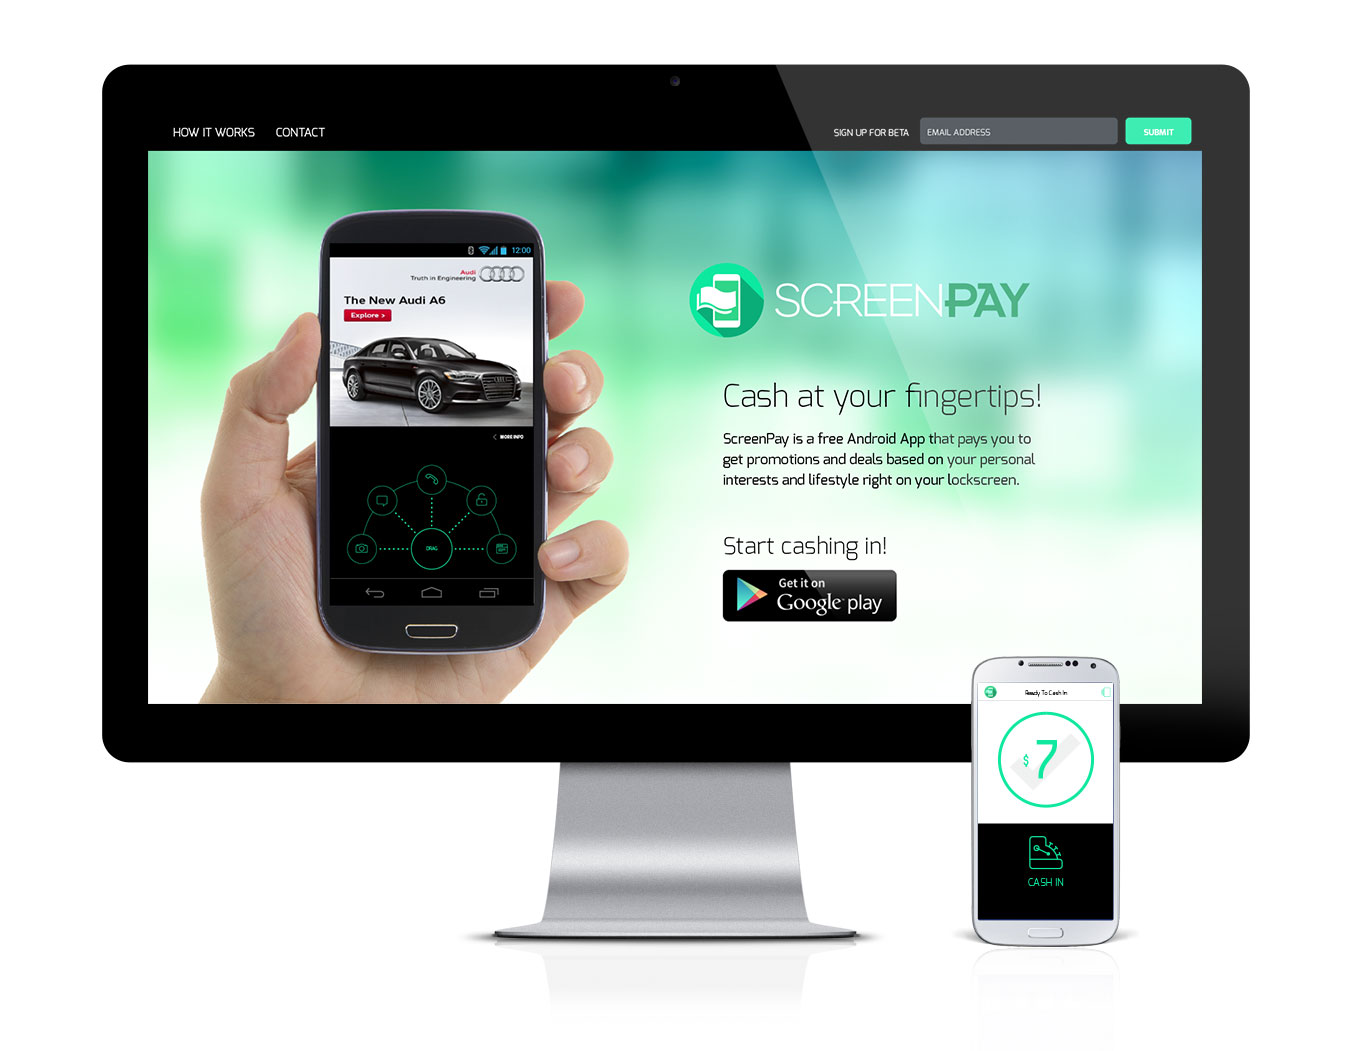 HOW IT WORKS
CONTACT
SIGN UP FOR BETA
EMAIL ADDRESS
SUBMIT
12:00
Audi
Truth in Engineering
The New Audi A6
Explore >
MORE INFO
DRAG
SCREENPAY
Cash at your fingertips!
ScreenPay is a free Android App that pays you to
get promotions and deals based on your personal
interests and lifestyle right on your lockscreen.
Start cashing in!
Get it on
Google play
Ready To Cash In
$7
CASH IN